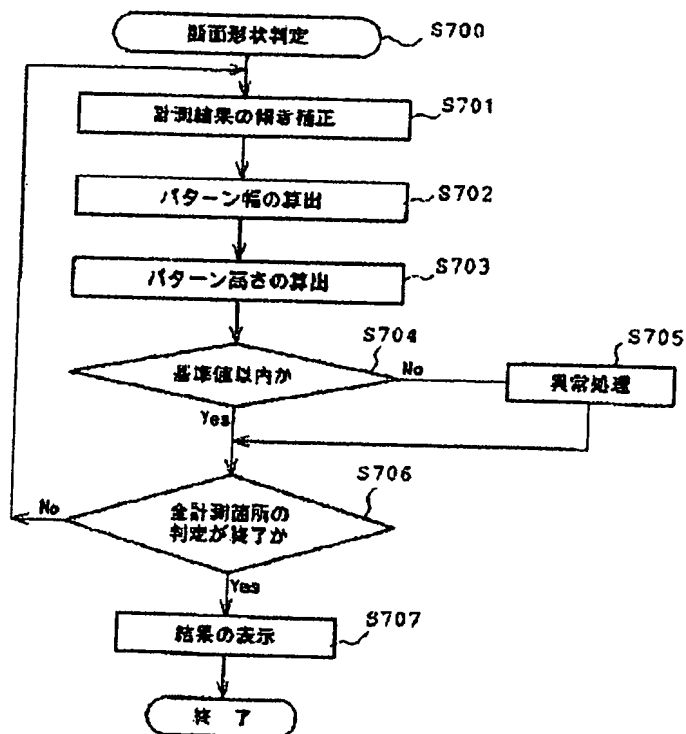 断面形状判定
S700
計測結果の傾き補正
S701
パターン幅の算出
S702
パターン高さの算出
S703
基準値以内か
S704
No
異常処理
S705
Yes
全計測箇所の
判定が終了か
S706
No
Yes
結果の表示
S707
終了